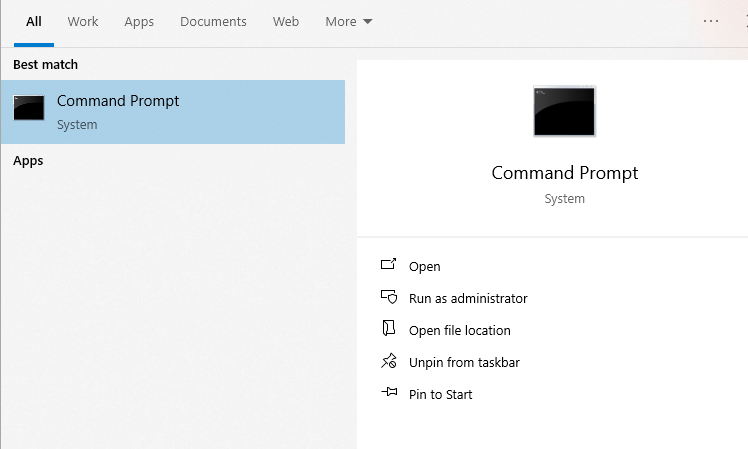 All Work Apps Documents Web More
Best match
Command Prompt
System
Apps
Command Prompt
System
Open
Run as administrator
Open file location
Unpin from taskbar
Pin to Start